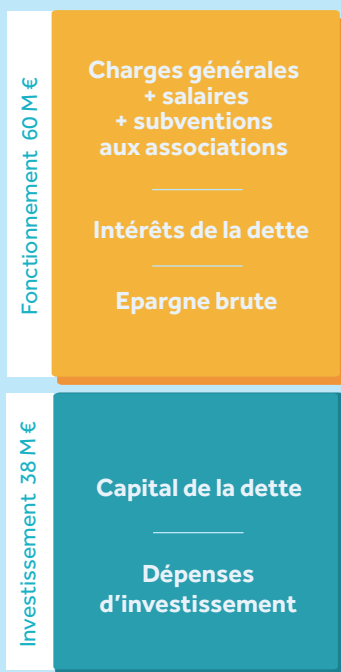 Fonctionnement 60 M €
Charges générales
+ salaires
+ subventions
aux associations
Intérêts de la dette
Epargne brute
Investissement 38 M €
Capital de la dette
Dépenses
d'investissement